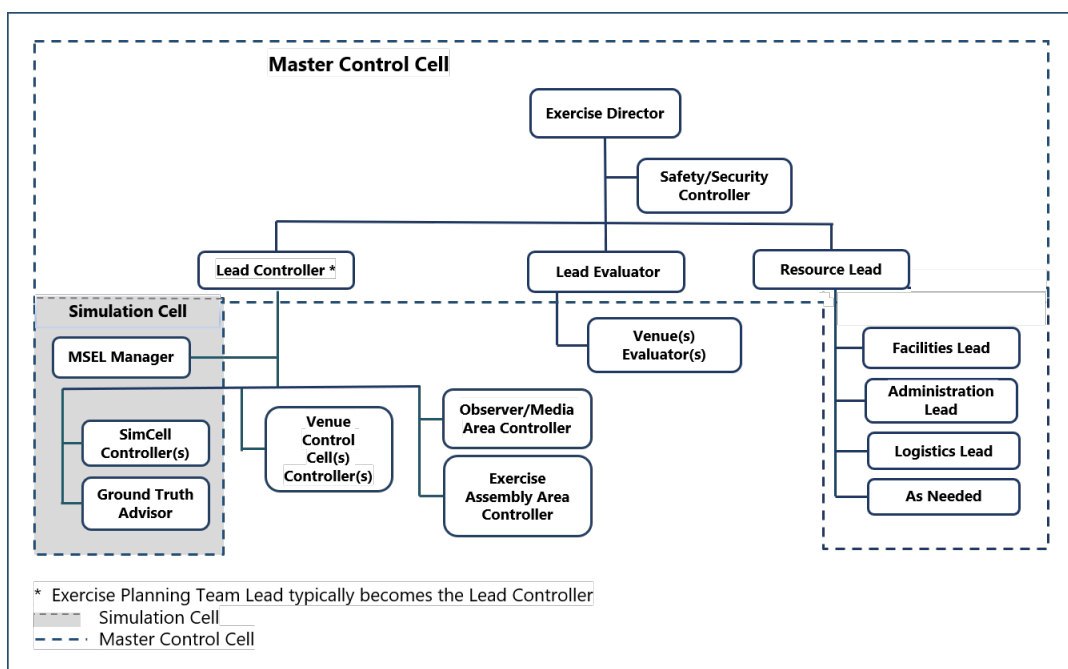 Master Control Cell
Exercise Director
Safety/Security
Controller
Lead Controller *
Lead Evaluator
Resource Lead
Simulation Cell
MSEL Manager
Venue(s)
Evaluator(s)
Facilities Lead
Administration
Lead
Observer/Media
Area Controller
Venue
Control
Cell(s)
Controller(s)
SimCell
Controller(s)
Logistics Lead
Exercise
Assembly Area
Controller
Ground Truth
Advisor
As Needed
* Exercise Planning Team Lead typically becomes the Lead Controller
Simulation Cell
Master Control Cell